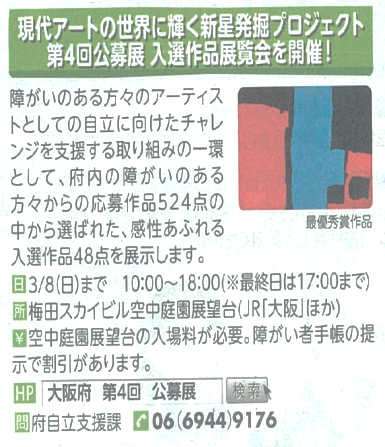 現代アートの世界に輝く新星発掘プロジェクト
第4回公募展 入選作品展覧会を開催!
障がいのある方々のアーティス
トとしての自立に向けたチャレ
ンジを支援する取り組みの一環
として、府内の障がいのある
方々からの応募作品524点の
中から選ばれた、感性あふれる
入選作品48点を展示します。
最優秀賞作品
日 3/8(日)まで 10:00〜18:00(※最終日は17:00まで)
所 梅田スカイビル空中庭園展望台(JR「大阪」ほか)
¥ 空中庭園展望台の入場料が必要。障がい者手帳の提
示で割引があります。
HP 大阪府 第4回 公募展 検索
問 府自立支援課 06(6944)9176